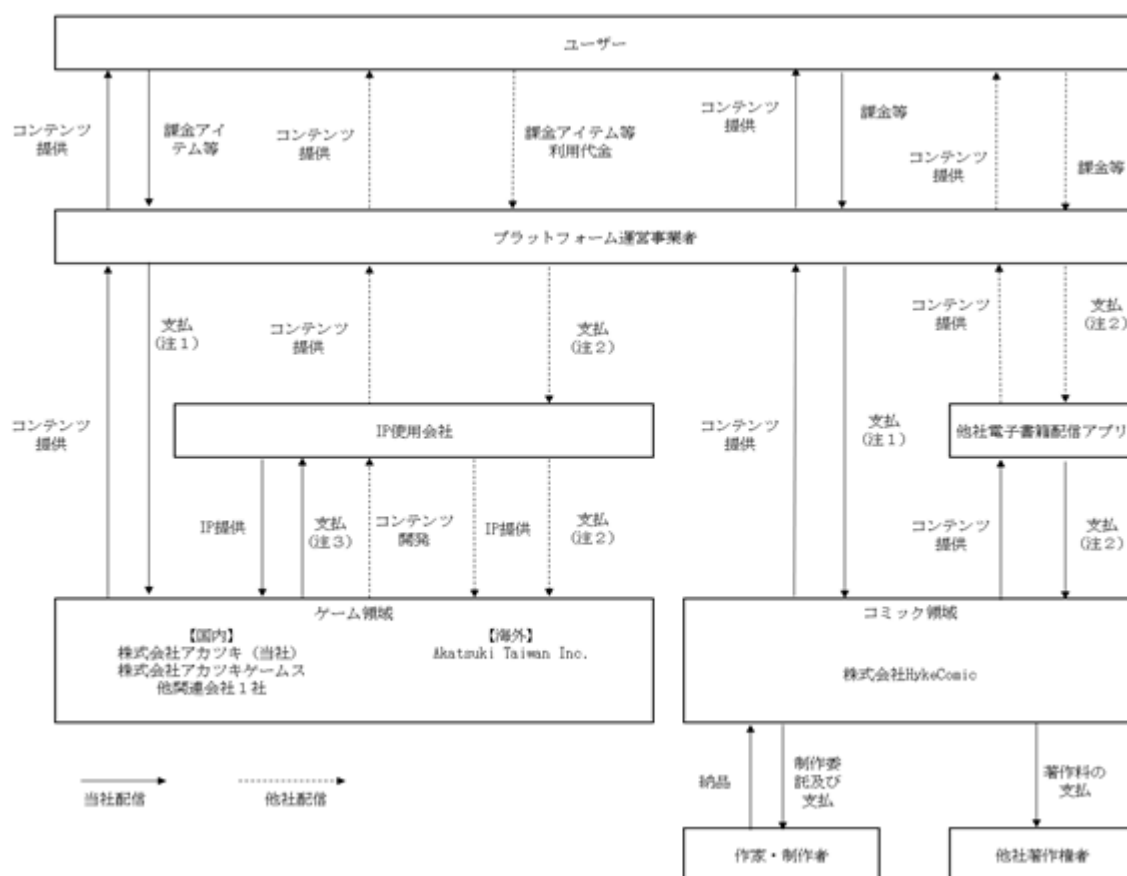 ユーザー
コンテンツ
提供
課金アイ
テム等
コンテンツ
提供
課金アイテム等
利用代金
コンテンツ
提供
課金等
コンテンツ
提供
課金等
プラットフォーム運営事業者
支払
(注1)
コンテンツ
提供
支払
(注2)
コンテンツ
提供
支払
(注2)
コンテンツ
提供
IP使用会社
コンテンツ
提供
支払
(注1)
他社電子書籍配信アプリ
IP提供
支払
(注3)
コンテンツ
開発
IP提供
支払
(注2)
コンテンツ
提供
支払
(注2)
ゲーム領域
【国内】
株式会社アカツキ(当社)
株式会社アカツキゲームス
他関連会社1社
【海外】
Akatsuki Taiwan Inc.
コミック領域
株式会社HykeComic
当社配信
他社配信
納品
制作委
託及び
支払
著作料の
支払
作家・制作者
他社著作権者